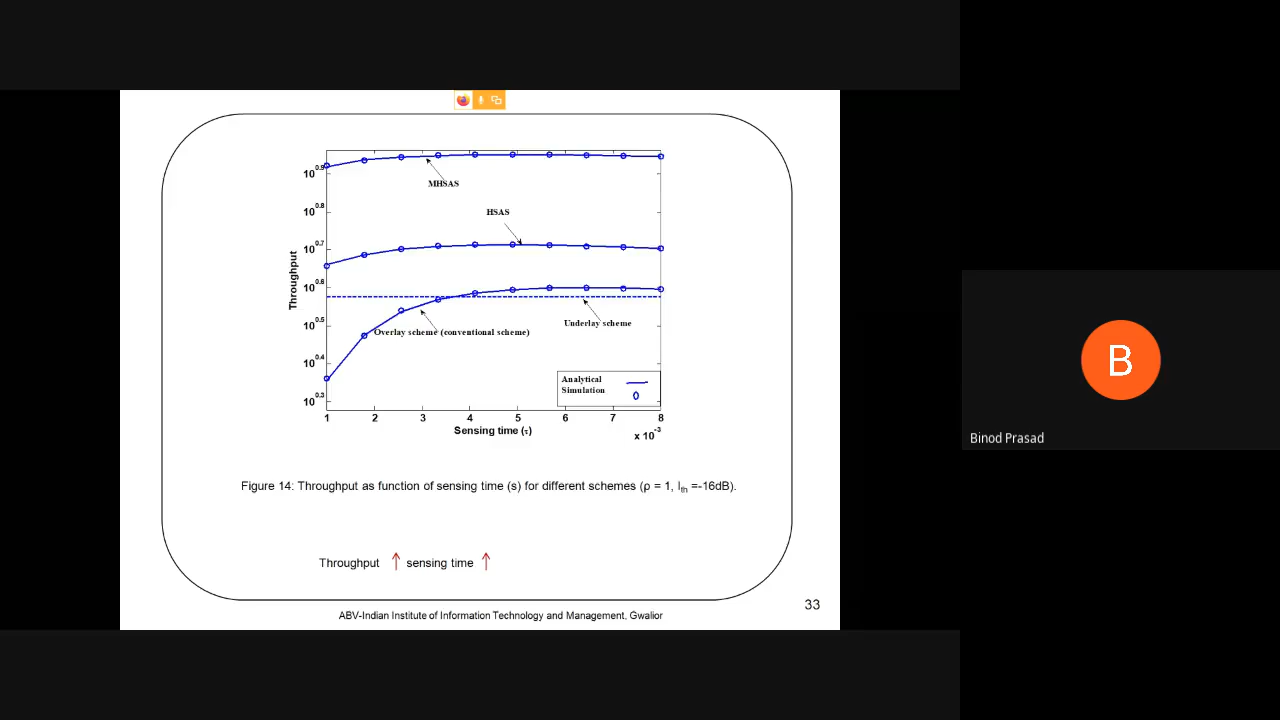 10^0.9
MHSAS
10^0.8
HSAS
10^0.7
Throughput
10^0.6
10^0.5
Underlay scheme
Overlay scheme (conventional scheme)
10^0.4
Analytical
Simulation
10^0.3
1 2 3 4 5 6 7 8
Sensing time (τ)
x 10^-3
Figure 14: Throughput as function of sensing time (s) for different schemes (ρ = 1, I_th =-16dB).
Throughput ↑ sensing time ↑
33
ABV-Indian Institute of Information Technology and Management, Gwalior
B
Binod Prasad